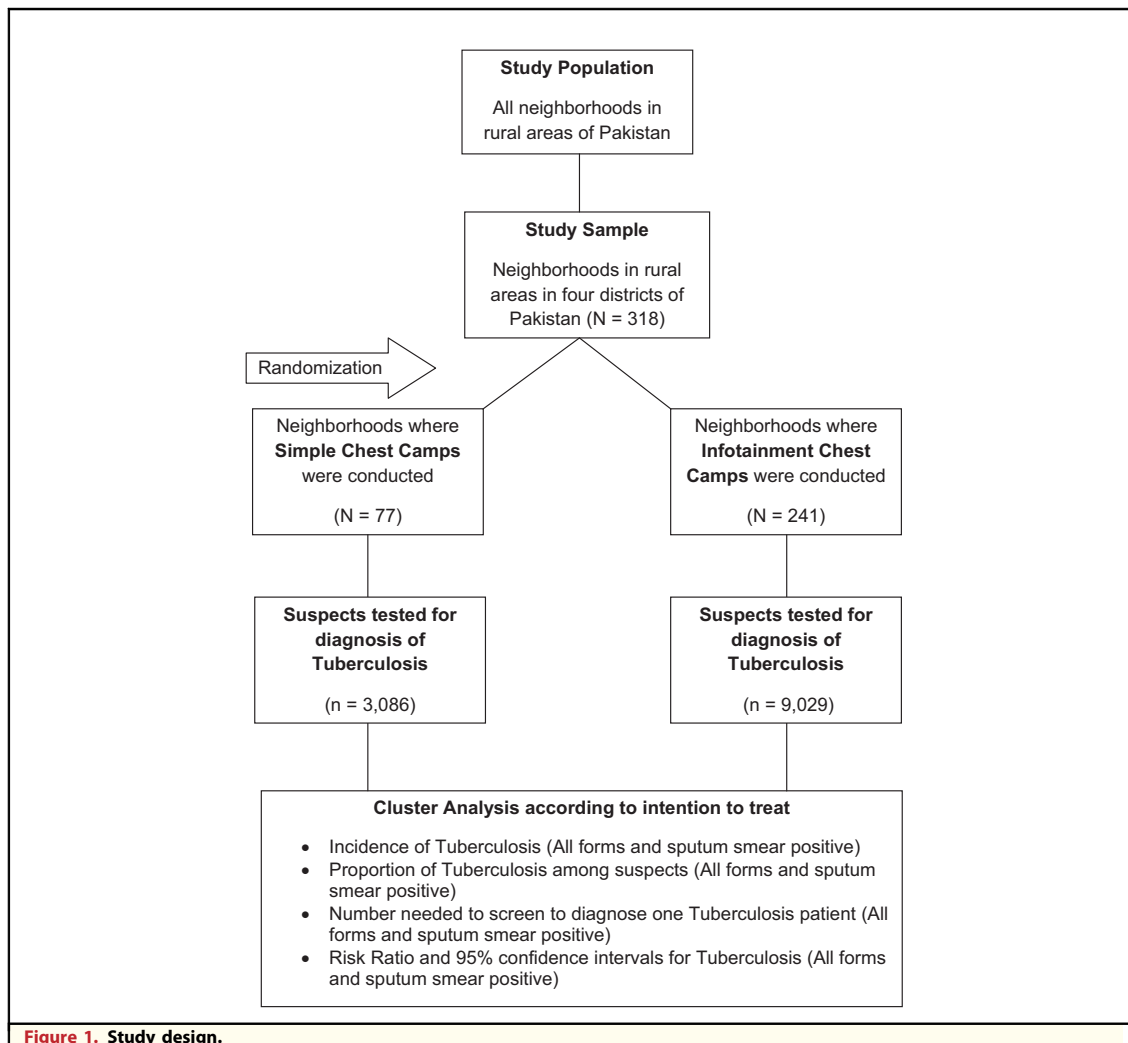 Study Population
All neighborhoods in
rural areas of Pakistan
Study Sample
Neighborhoods in rural
areas in four districts of
Pakistan (N = 318)
Randomization
Neighborhoods where
Simple Chest Camps
were conducted
(N = 77)
Neighborhoods where
Infotainment Chest
Camps were conducted
(N = 241)
Suspects tested for
diagnosis of
Tuberculosis
(n = 3,086)
Suspects tested for
diagnosis of
Tuberculosis
(n = 9,029)
Cluster Analysis according to intention to treat
• Incidence of Tuberculosis (All forms and sputum smear positive)
• Proportion of Tuberculosis among suspects (All forms and sputum
smear positive)
• Number needed to screen to diagnose one Tuberculosis patient (All
forms and sputum smear positive)
• Risk Ratio and 95% confidence intervals for Tuberculosis (All forms
and sputum smear positive)
Figure 1. Study design.